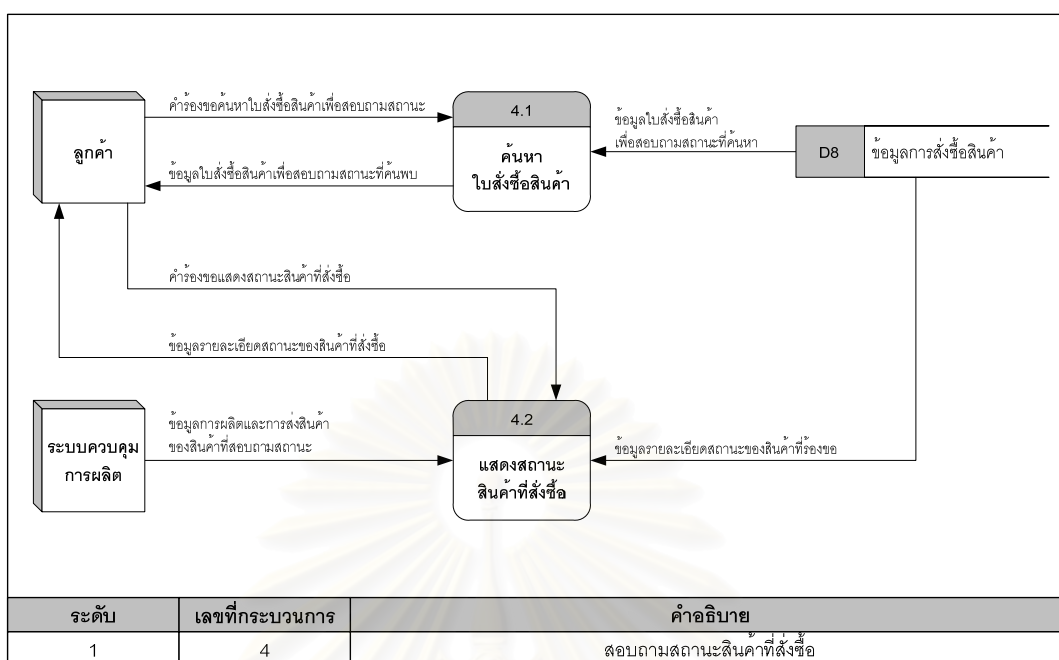 คำร้องขอค้นหาใบสั่งซื้อสินค้าเพื่อสอบถามสถานะ
4.1
ข้อมูลใบสั่งซื้อสินค้า
เพื่อสอบถามสถานะที่ค้นหา
ลูกค้า
ค้นหา
ใบสั่งซื้อสินค้า
D8
ข้อมูลการสั่งซื้อสินค้า
ข้อมูลใบสั่งซื้อสินค้าเพื่อสอบถามสถานะที่ค้นพบ
คำร้องขอแสดงสถานะสินค้าที่สั่งซื้อ
ข้อมูลรายละเอียดสถานะของสินค้าที่สั่งซื้อ
ระบบควบคุม
การผลิต
ข้อมูลการผลิตและการส่งสินค้า
ของสินค้าที่สอบถามสถานะ
4.2
แสดงสถานะ
สินค้าที่สั่งซื้อ
ข้อมูลรายละเอียดสถานะของสินค้าที่ร้องขอ
ระดับ เลขที่กระบวนการ คำอธิบาย
1 4 สอบถามสถานะสินค้าที่สั่งซื้อ